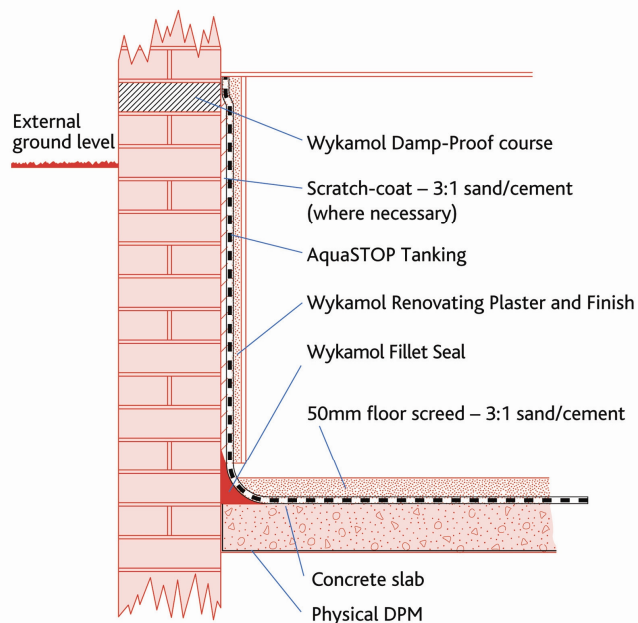 External
ground level
Wykamol Damp-Proof course
Scratch-coat – 3:1 sand/cement
(where necessary)
AquaSTOP Tanking
Wykamol Renovating Plaster and Finish
Wykamol Fillet Seal
50mm floor screed – 3:1 sand/cement
Concrete slab
Physical DPM